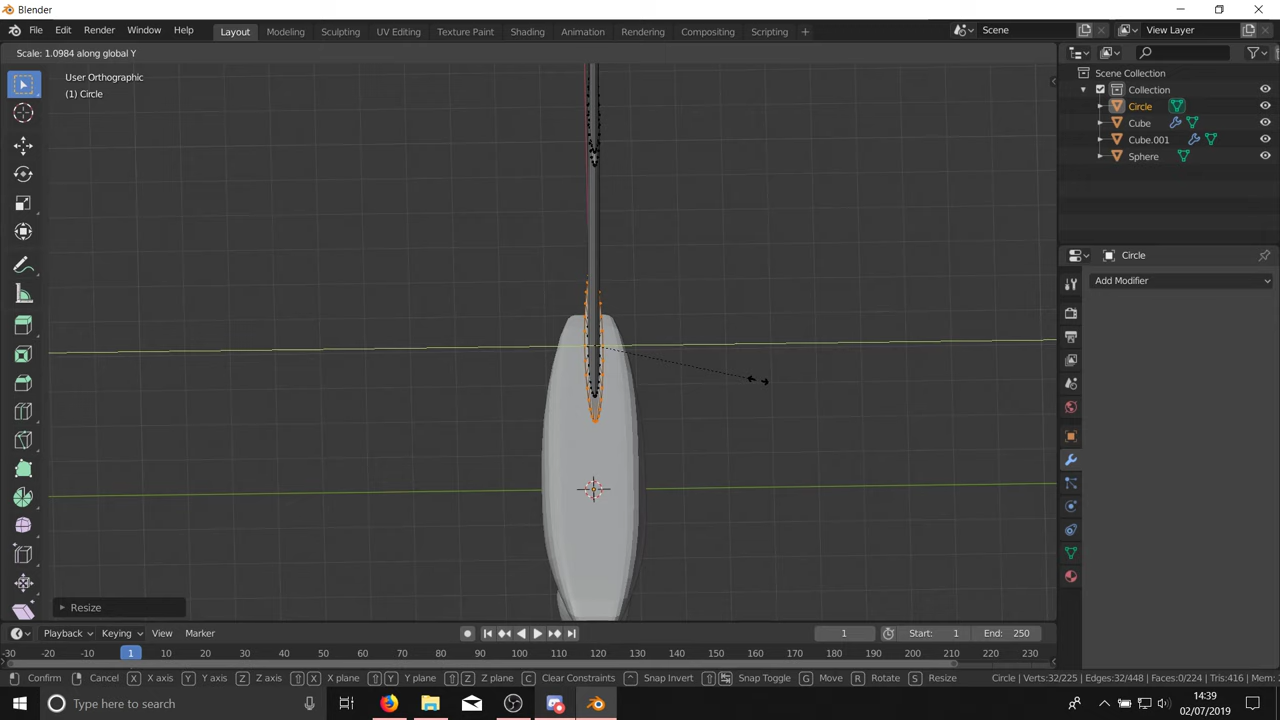 Blender
File Edit Render Window Help Layout Modeling Sculpting UV Editing Texture Paint Shading Animation Rendering Compositing Scripting + Scene View Layer
Scale: 1.0984 along global Y
User Orthographic
(1) Circle
Scene Collection
Collection
Circle
Cube
Cube.001
Sphere
Circle
Add Modifier
Resize
Playback Keying View Marker 1 Start: 1 End: 250
-30 -20 -10 1 10 20 30 40 50 60 70 80 90 100 110 120 130 140 150 160 170 180 190 200 210 220 230
Confirm Cancel X X axis Y Y axis Z Z axis X X plane Y Y plane Z Z plane C Clear Constraints Snap Invert Snap Toggle G Move R Rotate S Resize Circle | Verts:32/225 | Edges:32/448 | Faces:0/224 | Tris:416 | Mem:
Type here to search
14:39
02/07/2019